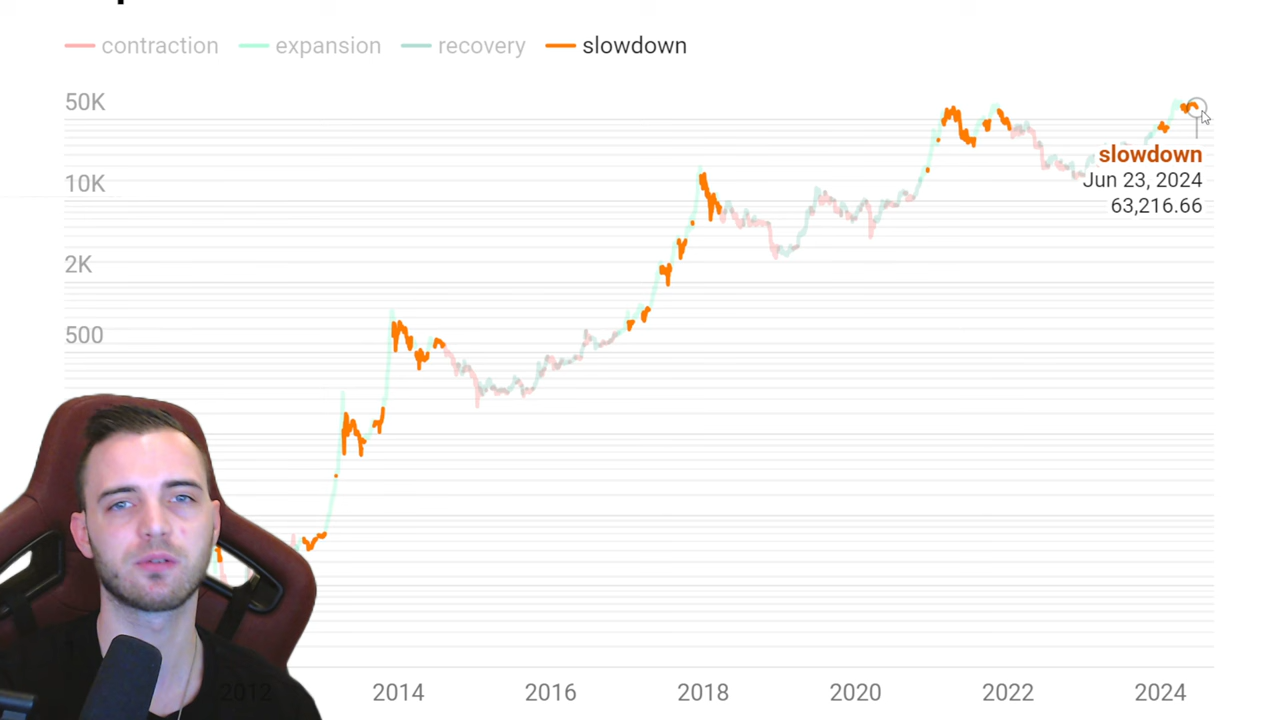 contraction expansion recovery slowdown
50K
slowdown
Jun 23, 2024
10K
63,216.66
2K
500
2012 2014 2016 2018 2020 2022 2024